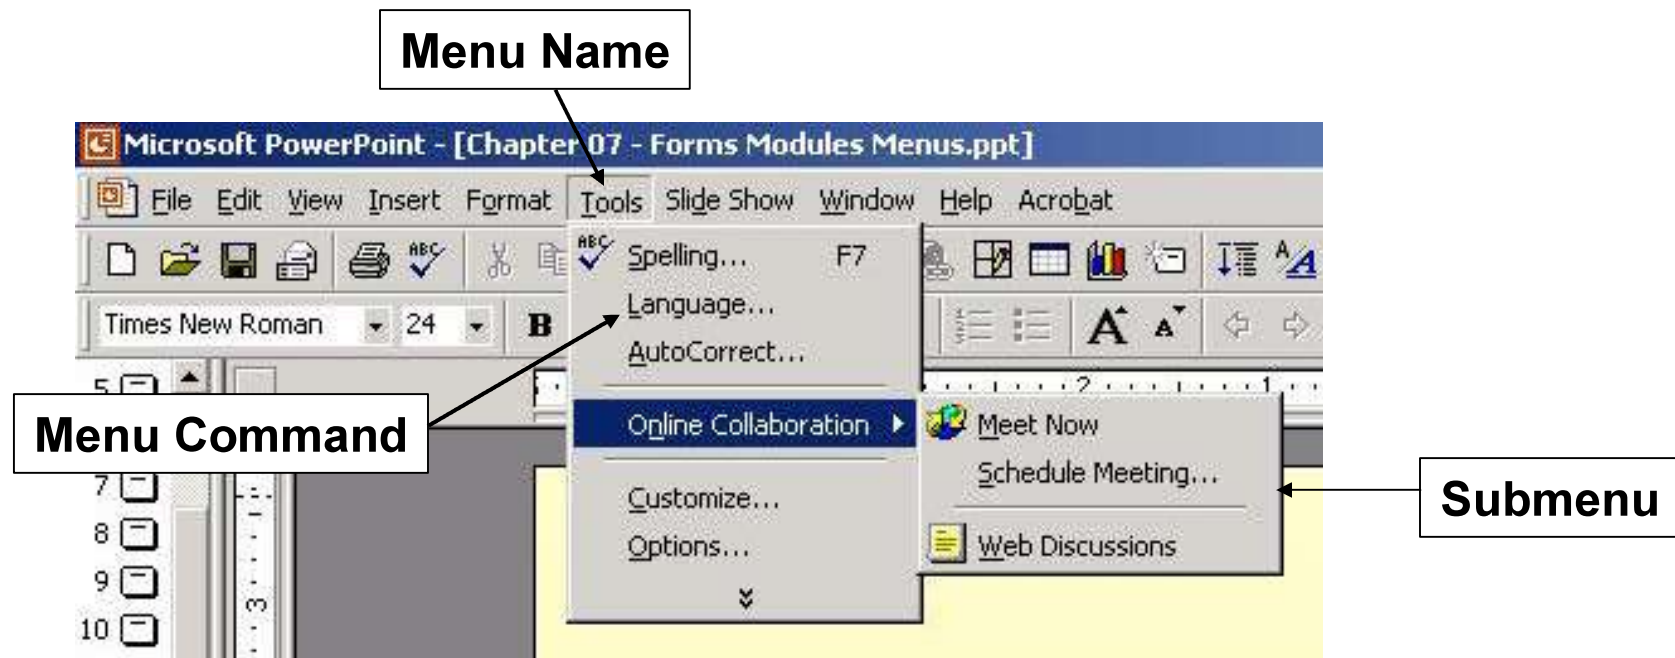 Menu Name
Microsoft PowerPoint - [Chapter 07 - Forms Modules Menus.ppt]
File Edit View Insert Format Tools Slide Show Window Help Acrobat
ABC ABC Spelling... F7 A A
Times New Roman 24 B Language... A A
AutoCorrect...
5 2 1
Menu Command Online Collaboration Meet Now
Schedule Meeting... Submenu
7 Customize...
8 Options... Web Discussions
9
3
10